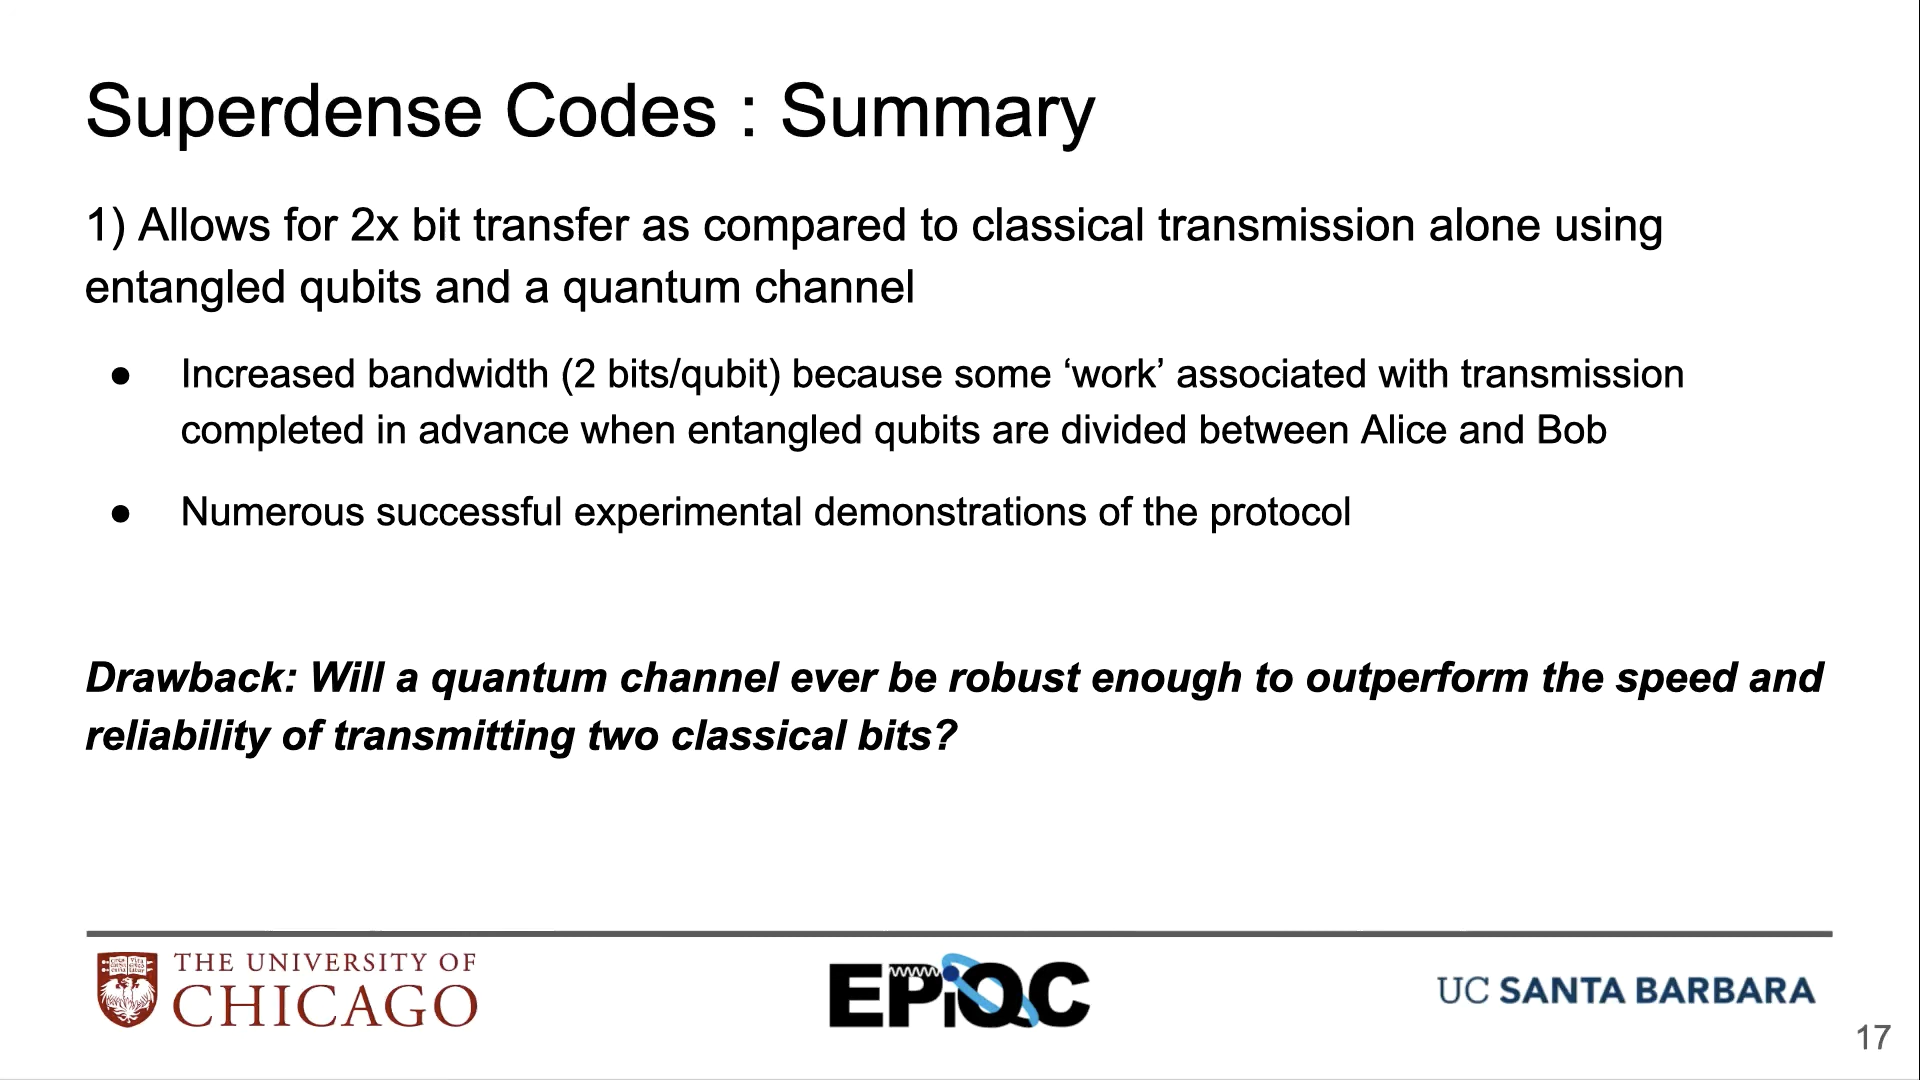 Superdense Codes : Summary
1) Allows for 2x bit transfer as compared to classical transmission alone using
entangled qubits and a quantum channel
● Increased bandwidth (2 bits/qubit) because some ‘work’ associated with transmission
completed in advance when entangled qubits are divided between Alice and Bob
● Numerous successful experimental demonstrations of the protocol
Drawback: Will a quantum channel ever be robust enough to outperform the speed and
reliability of transmitting two classical bits?
THE UNIVERSITY OF
CHICAGO
EPiQC
UC SANTA BARBARA
17